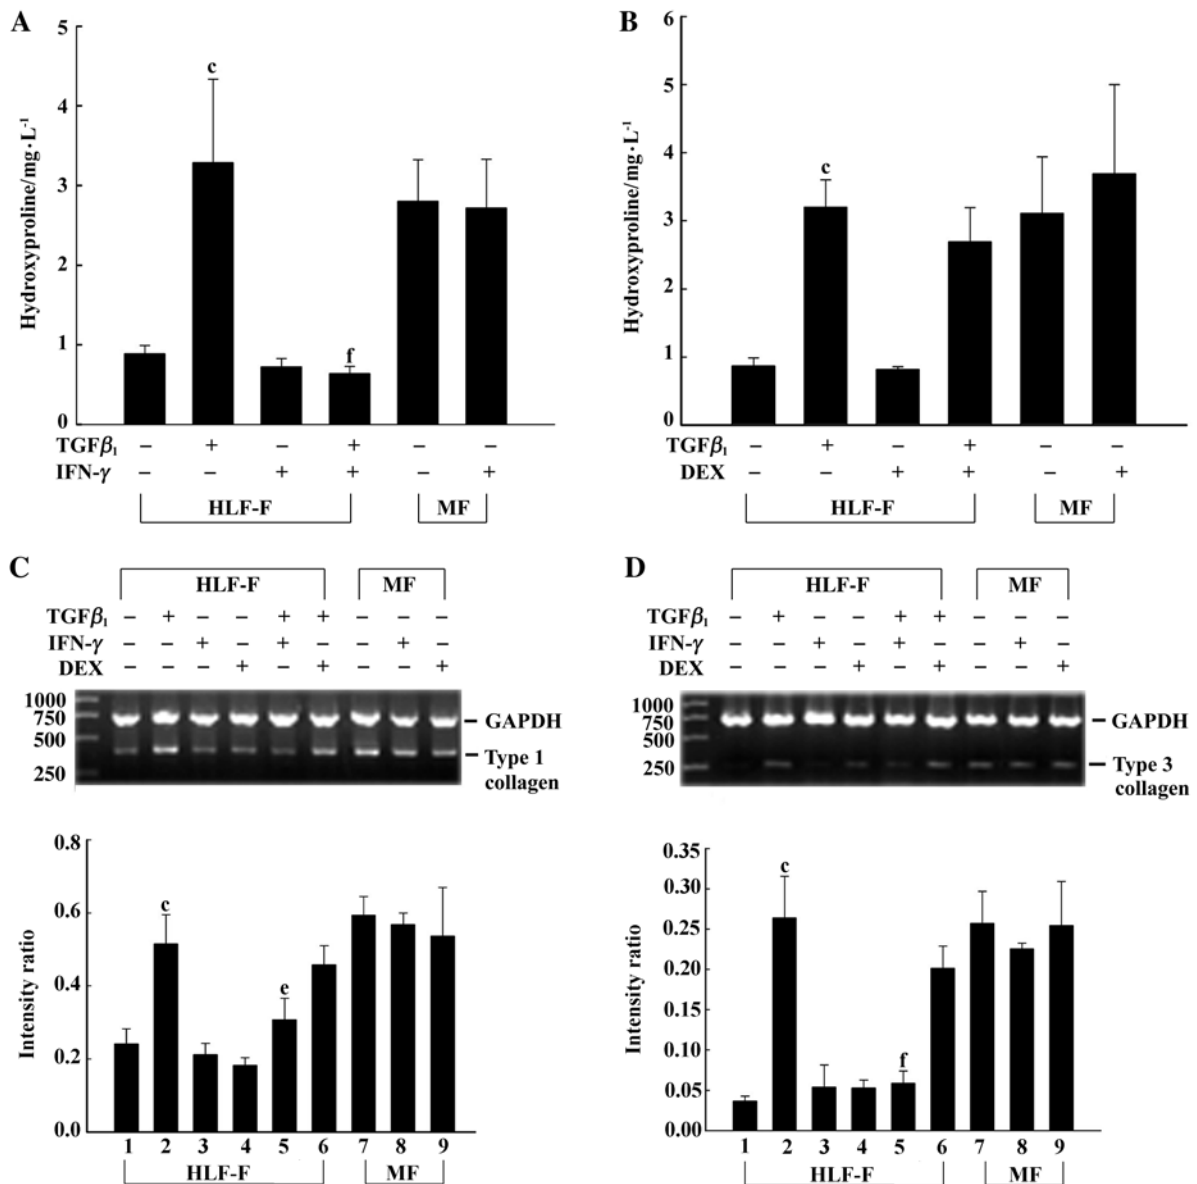 A
5
4
3
2
1
0
Hydroxyproline/mg·L⁻¹
c
f
TGFβ₁ – + – + – –
IFN-γ – – + + – +
HLF-F MF
B
6
5
4
3
2
1
0
Hydroxyproline/mg·L⁻¹
c
TGFβ₁ – + – + – –
DEX – – + + – +
HLF-F MF
C
HLF-F MF
TGFβ₁ – + – – + + – – –
IFN-γ – – + – + – – + –
DEX – – – + – + – – +
1000
750
500
250
GAPDH
Type 1
collagen
0.8
0.6
0.4
0.2
0.0
Intensity ratio
c
e
1 2 3 4 5 6 7 8 9
HLF-F MF
D
HLF-F MF
TGFβ₁ – + – – + + – – –
IFN-γ – – + – + – – + –
DEX – – – + – + – – +
1000
750
500
250
GAPDH
Type 3
collagen
0.35
0.30
0.25
0.20
0.15
0.10
0.05
0.00
Intensity ratio
c
f
1 2 3 4 5 6 7 8 9
HLF-F MF